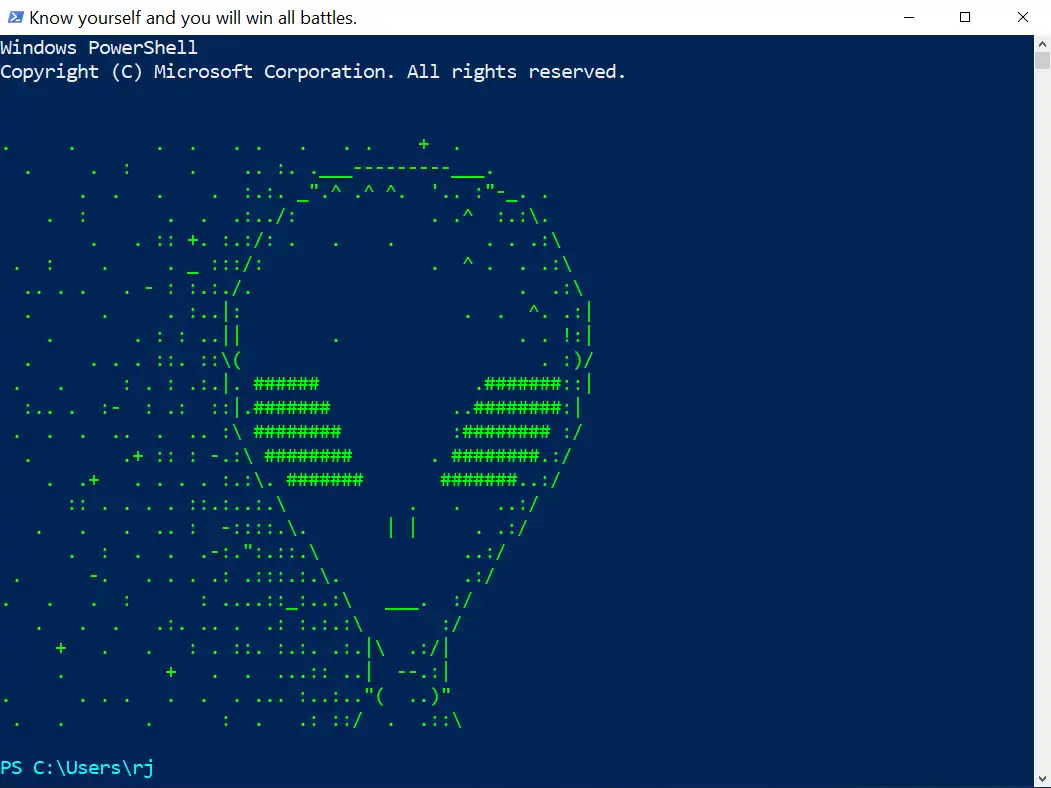 Know yourself and you will win all battles.
Windows PowerShell
Copyright (C) Microsoft Corporation. All rights reserved.
PS C:\Users\rj